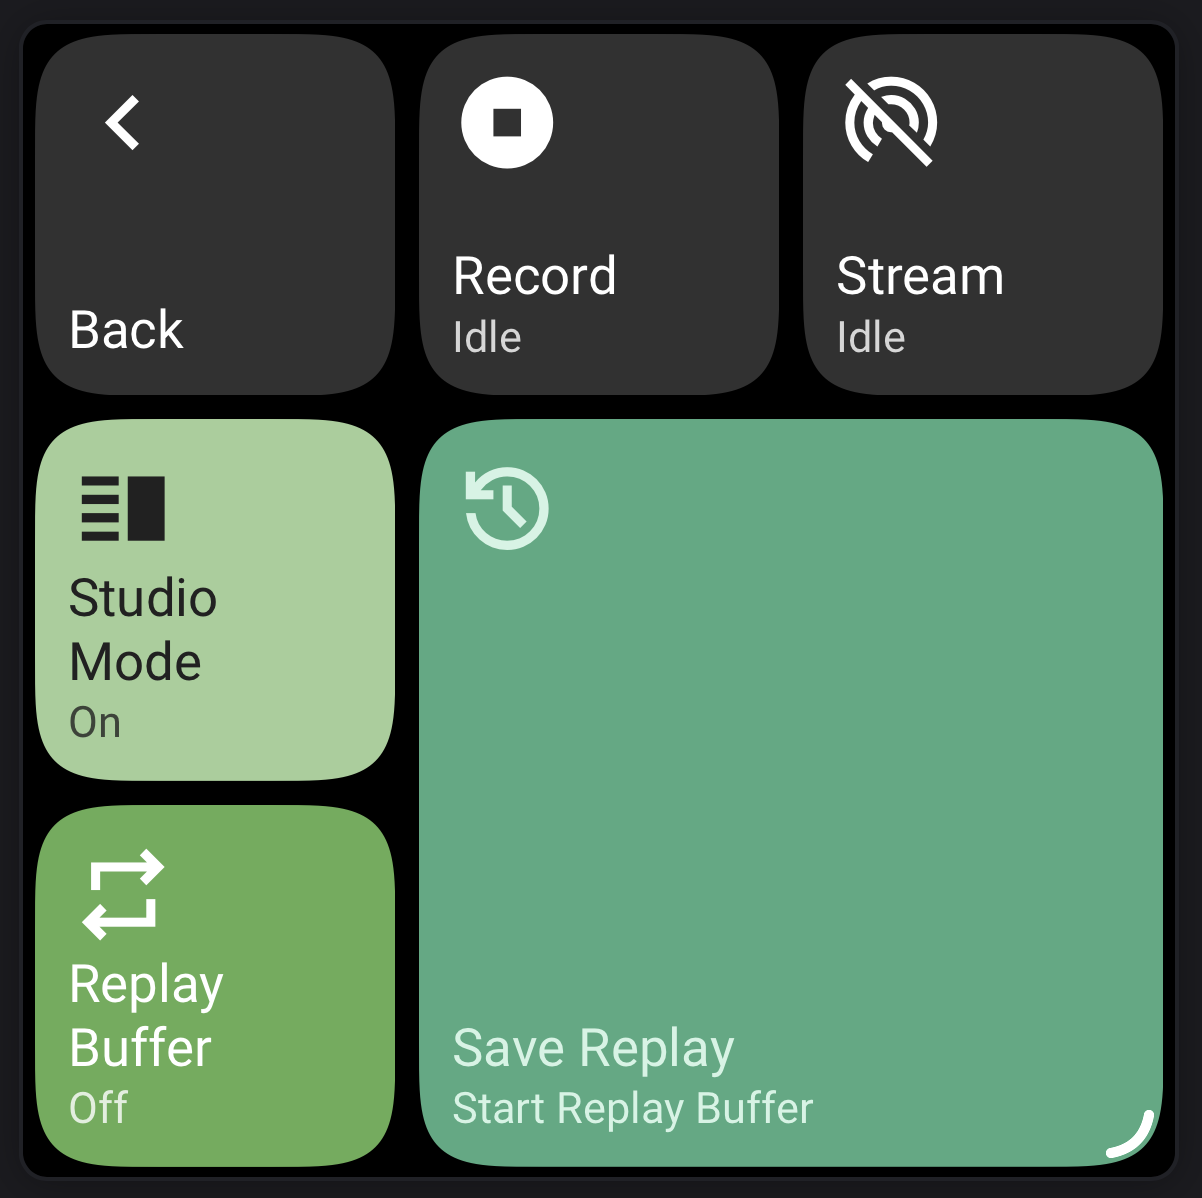 Back
Record
Idle
Stream
Idle
Studio
Mode
On
Replay
Buffer
Off
Save Replay
Start Replay Buffer